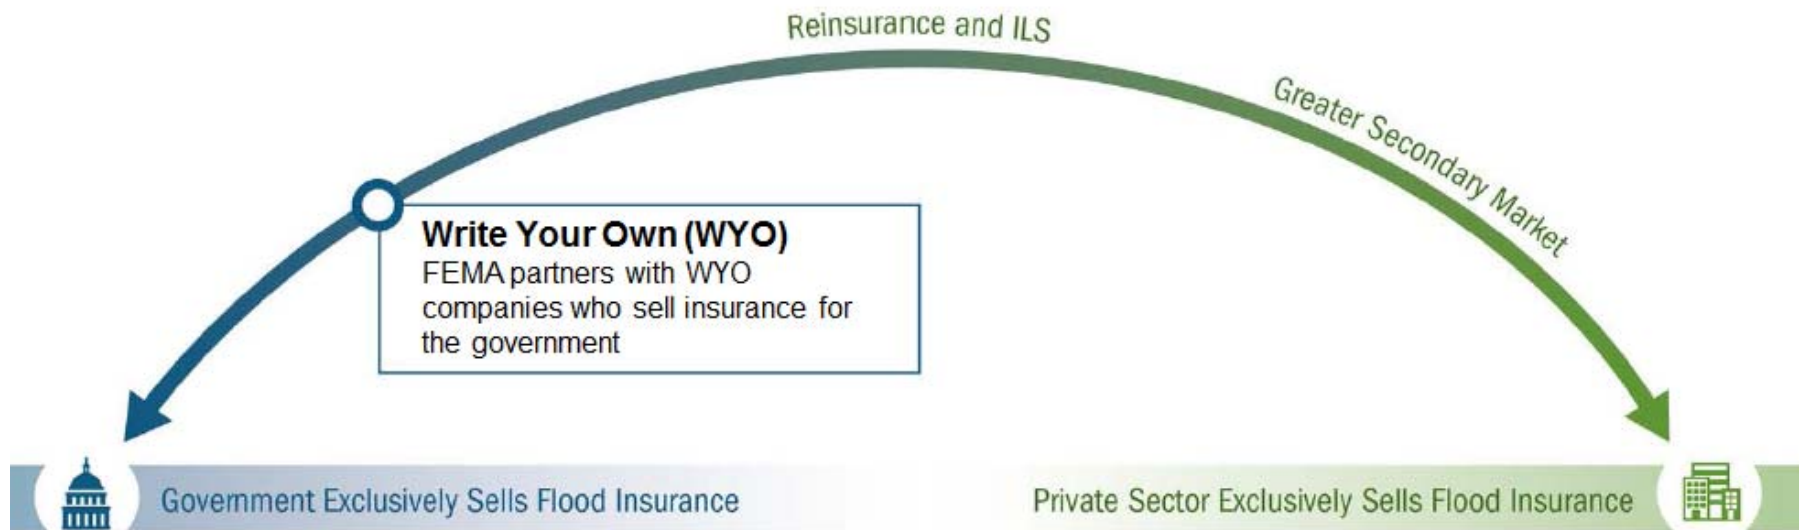 Reinsurance and ILS
Greater Secondary Market
Write Your Own (WYO)
FEMA partners with WYO
companies who sell insurance for
the government
Government Exclusively Sells Flood Insurance
Private Sector Exclusively Sells Flood Insurance